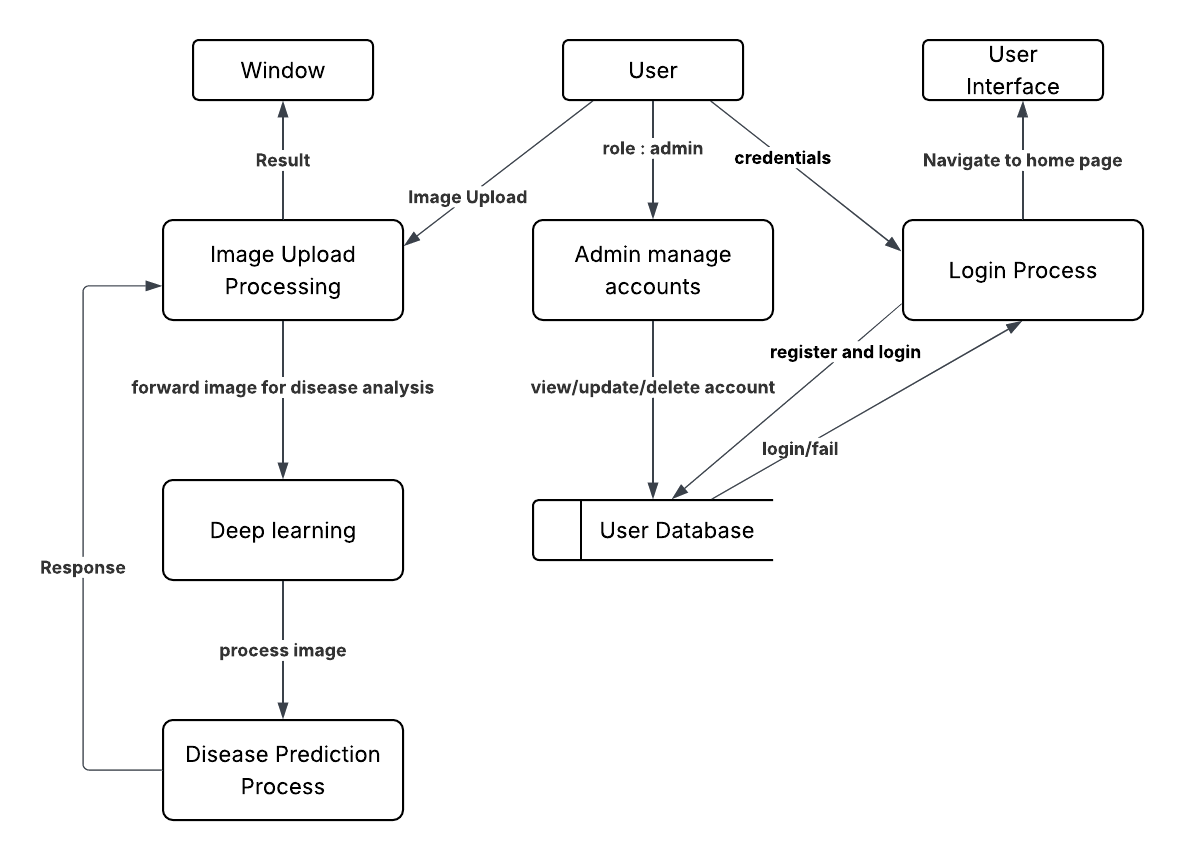 Window
User
User
Interface
Result
role : admin
credentials
Navigate to home page
Image Upload
Image Upload
Processing
Admin manage
accounts
Login Process
register and login
forward image for disease analysis
view/update/delete account
login/fail
Deep learning
User Database
Response
process image
Disease Prediction
Process